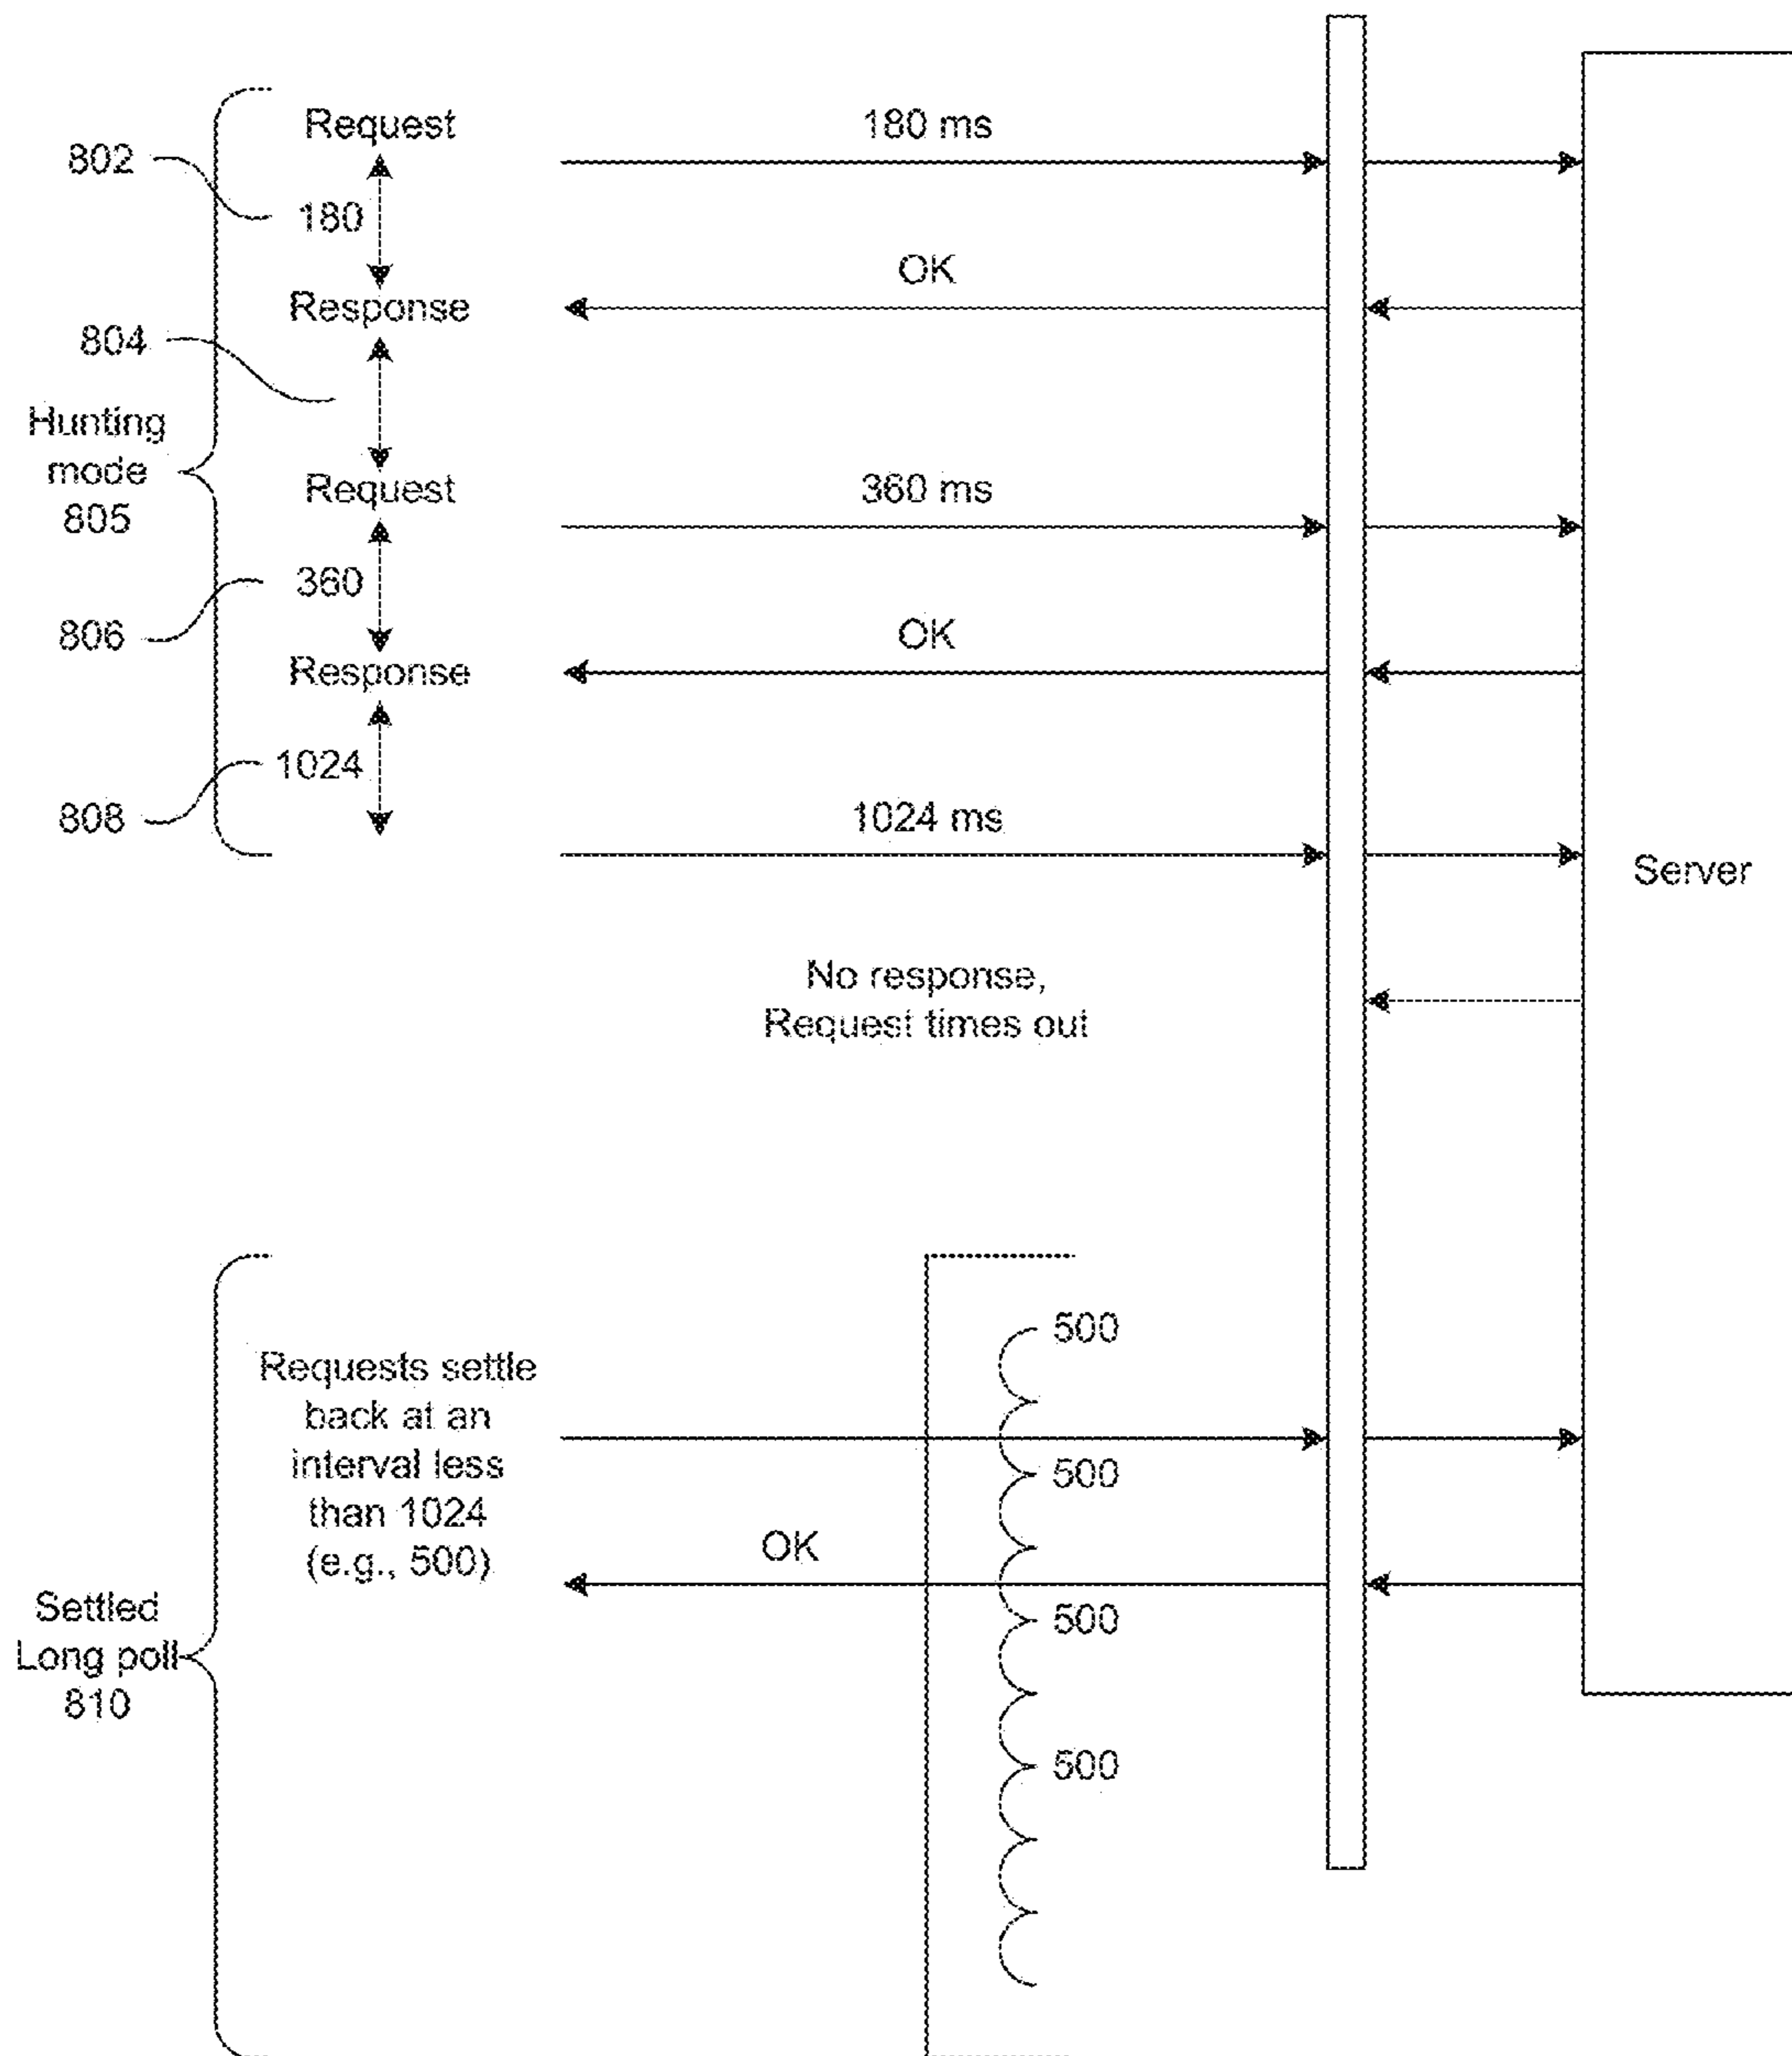 Request
180 ms
802
180
OK
Response
804
Hunting
mode
805
Request
360 ms
360
806
OK
Response
1024
808
1024 ms
Server
No response,
Request times out
500
Requests settle
back at an
interval less
than 1024
(e.g., 500)
500
OK
Settled
Long poll
810
500
500